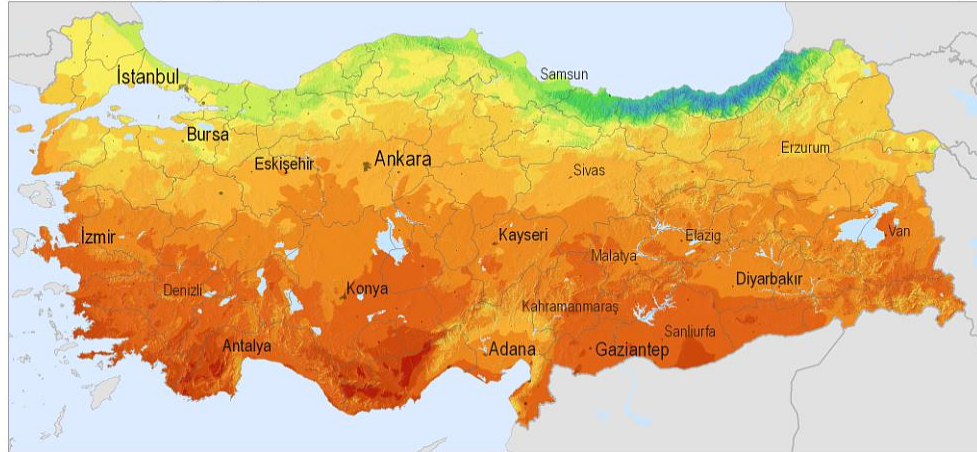 Samsun
İstanbul
Bursa
Erzurum
Eskişehir
Ankara
Sivas
İzmir
Kayseri
Elazig
Van
Malatya
Diyarbakır
Denizli
Konya
Kahramanmaraş
Sanliurfa
Antalya
Adana
Gaziantep